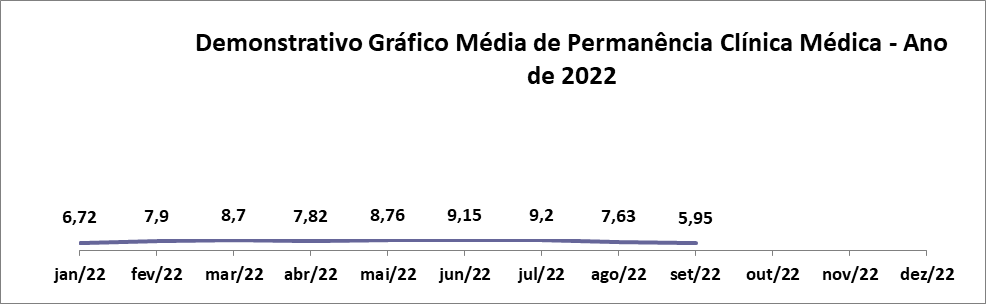 Demonstrativo Gráfico Média de Permanência Clínica Médica - Ano
de 2022
6,72 7,9 8,7 7,82 8,76 9,15 9,2 7,63 5,95
jan/22 fev/22 mar/22 abr/22 mai/22 jun/22 jul/22 ago/22 set/22 out/22 nov/22 dez/22